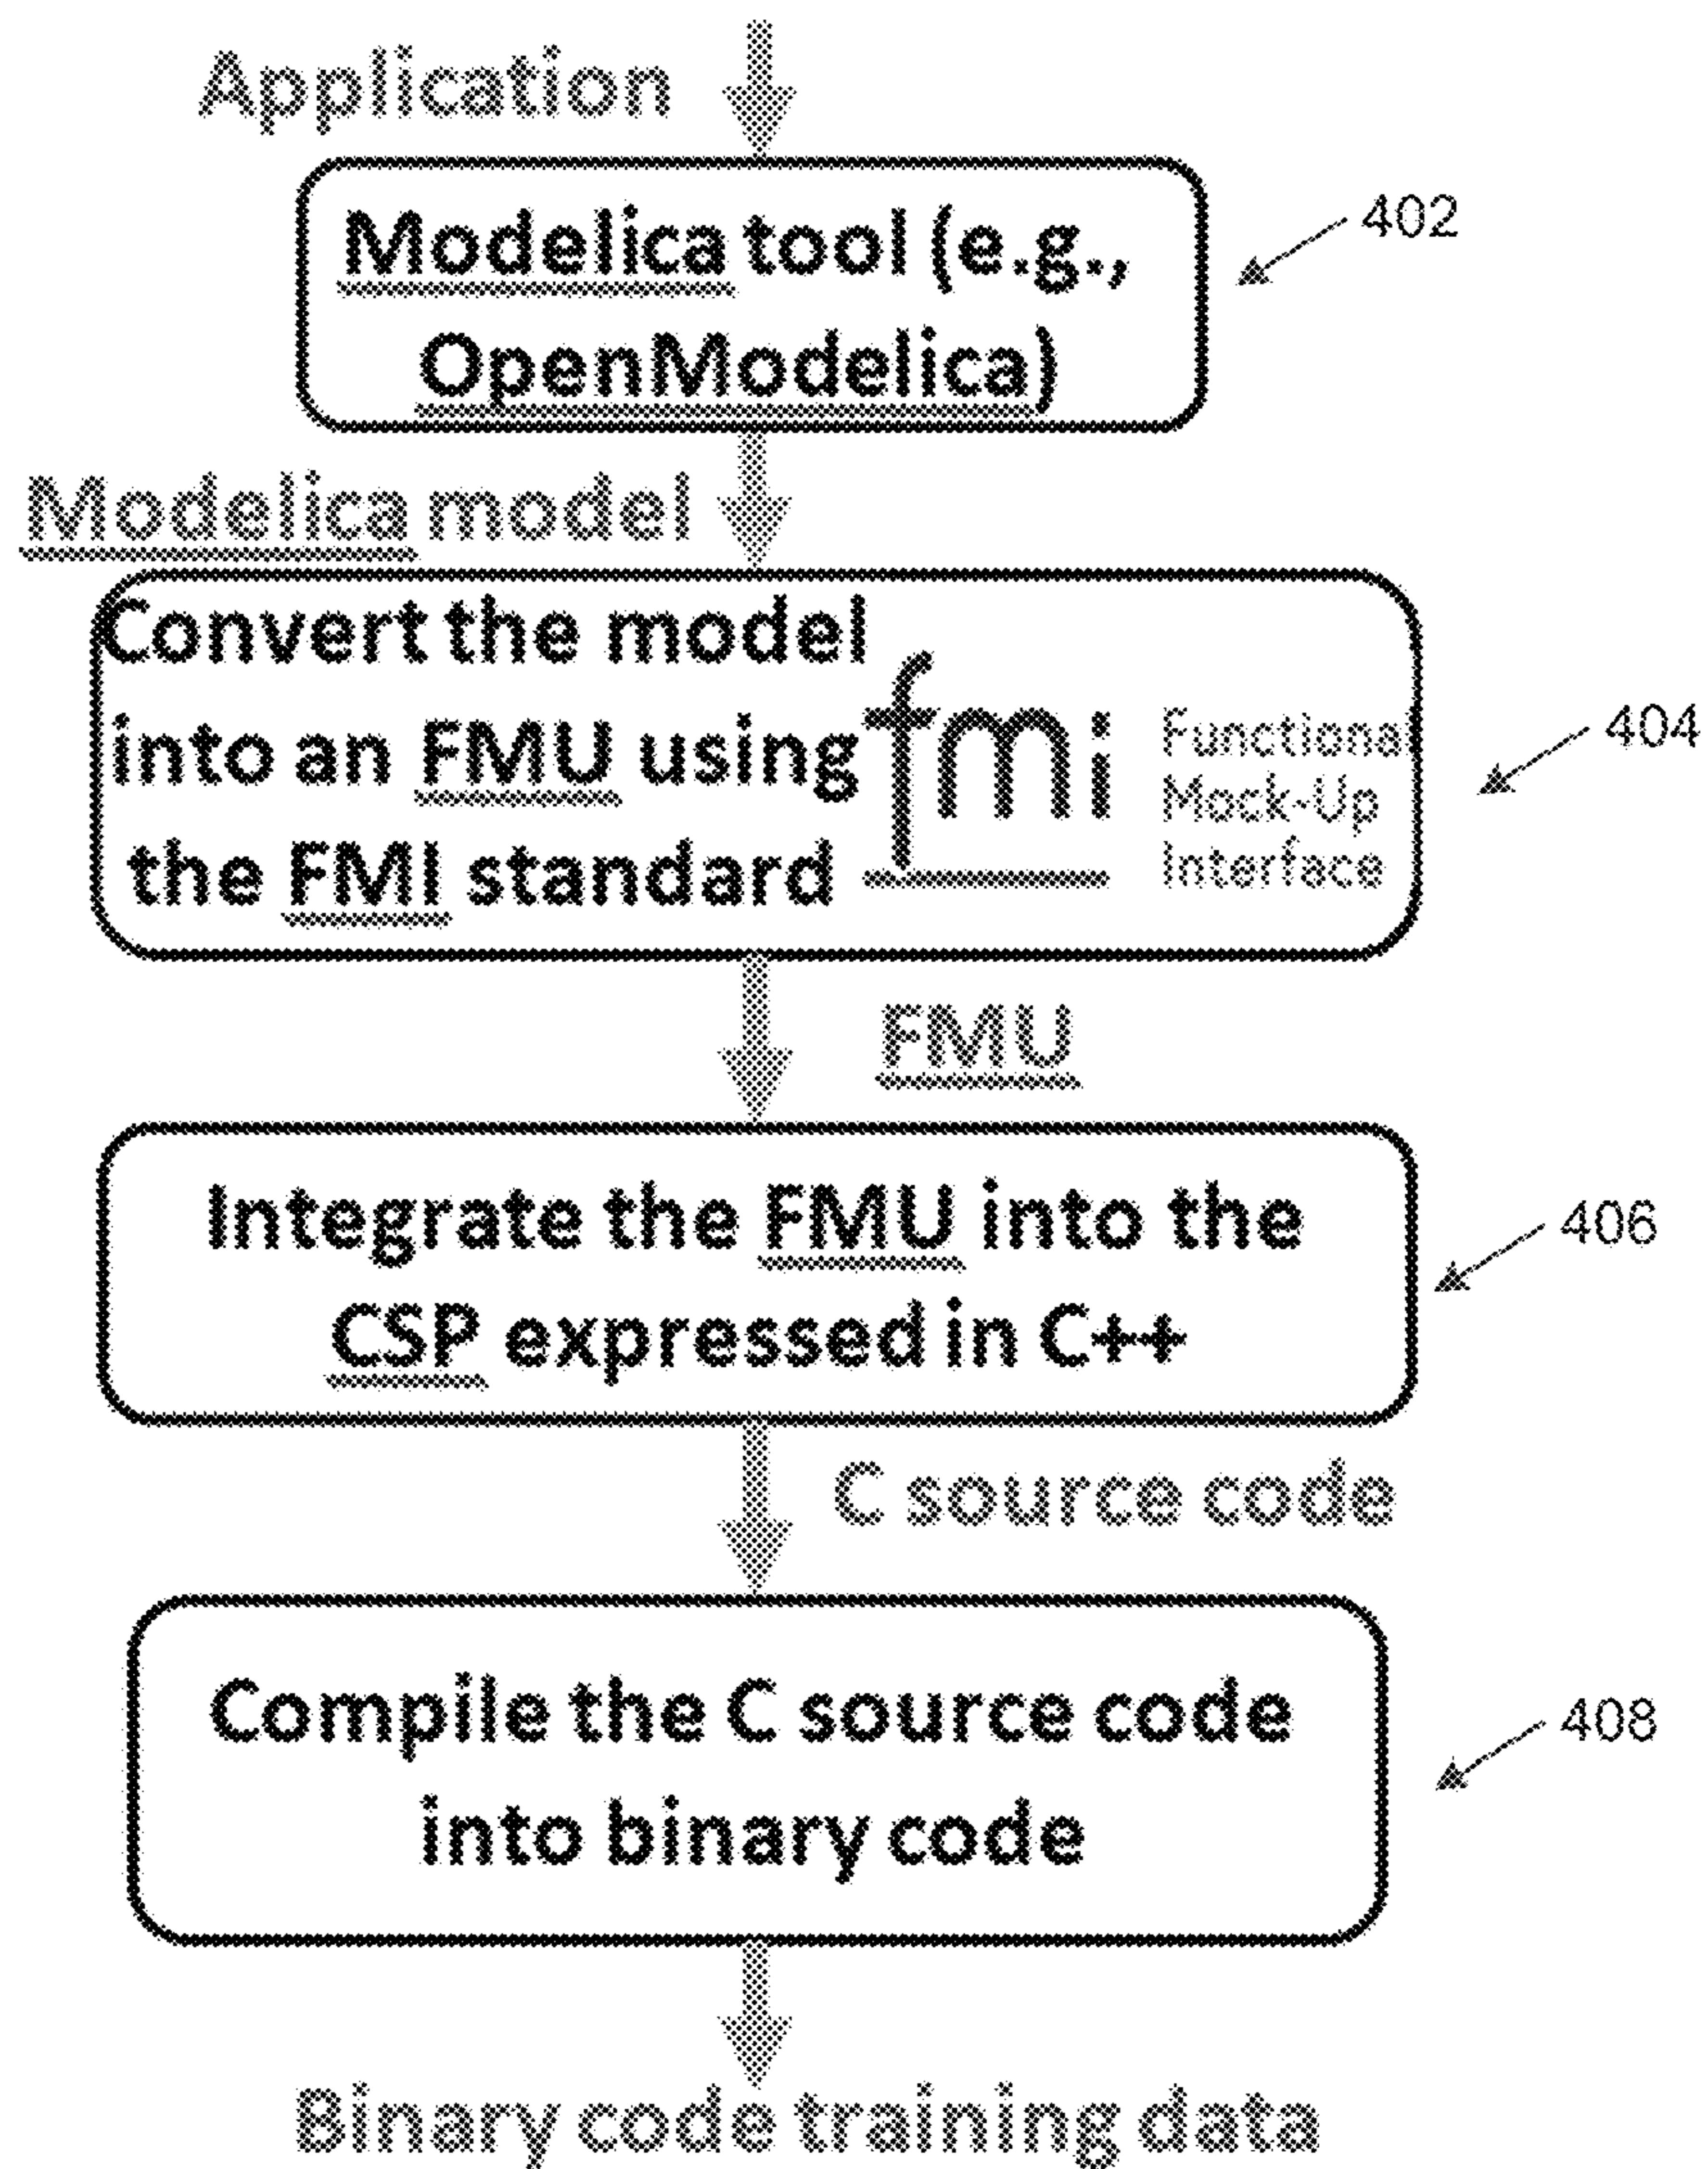 Application
Modelica tool (e.g.,
OpenModelica)
402
Modelica model
Convert the model
into an FMU using
the FMI standard
fmi
Functional
Mock-Up
Interface
404
FMU
Integrate the FMU into the
CSP expressed in C++
406
C source code
Compile the C source code
into binary code
408
Binary code training data